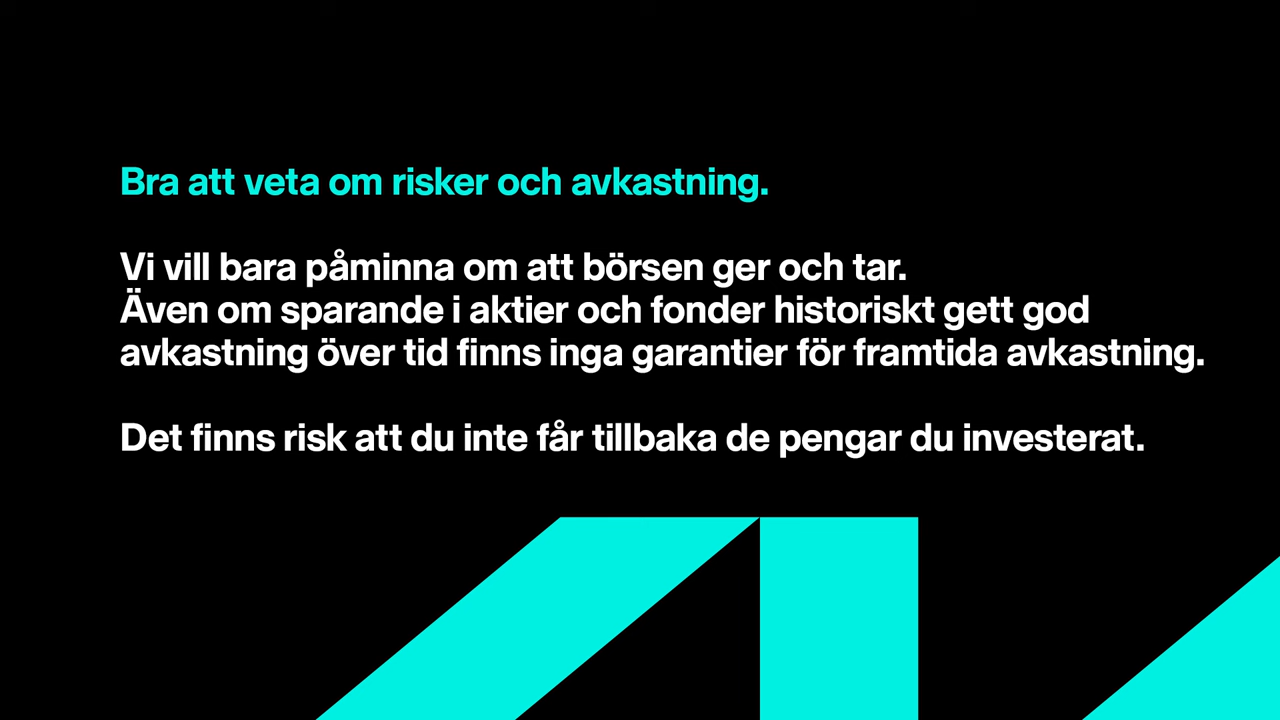 Bra att veta om risker och avkastning.
Vi vill bara påminna om att börsen ger och tar.
Även om sparande i aktier och fonder historiskt gett god
avkastning över tid finns inga garantier för framtida avkastning.
Det finns risk att du inte får tillbaka de pengar du investerat.